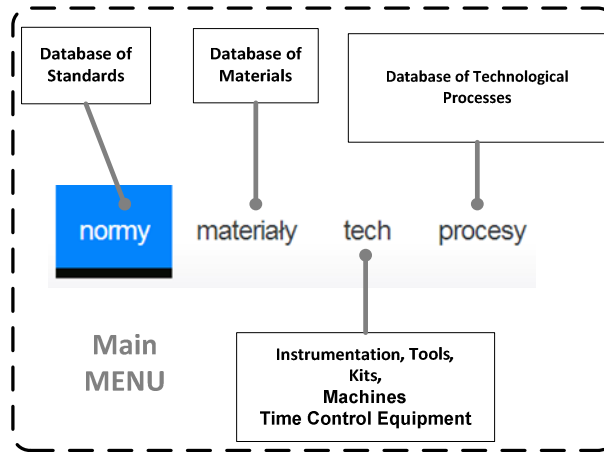 Database of
Standards
Database of
Materials
Database of Technological
Processes
normy
materiały
tech
procesy
Main
MENU
Instrumentation, Tools,
Kits,
Machines
Time Control Equipment